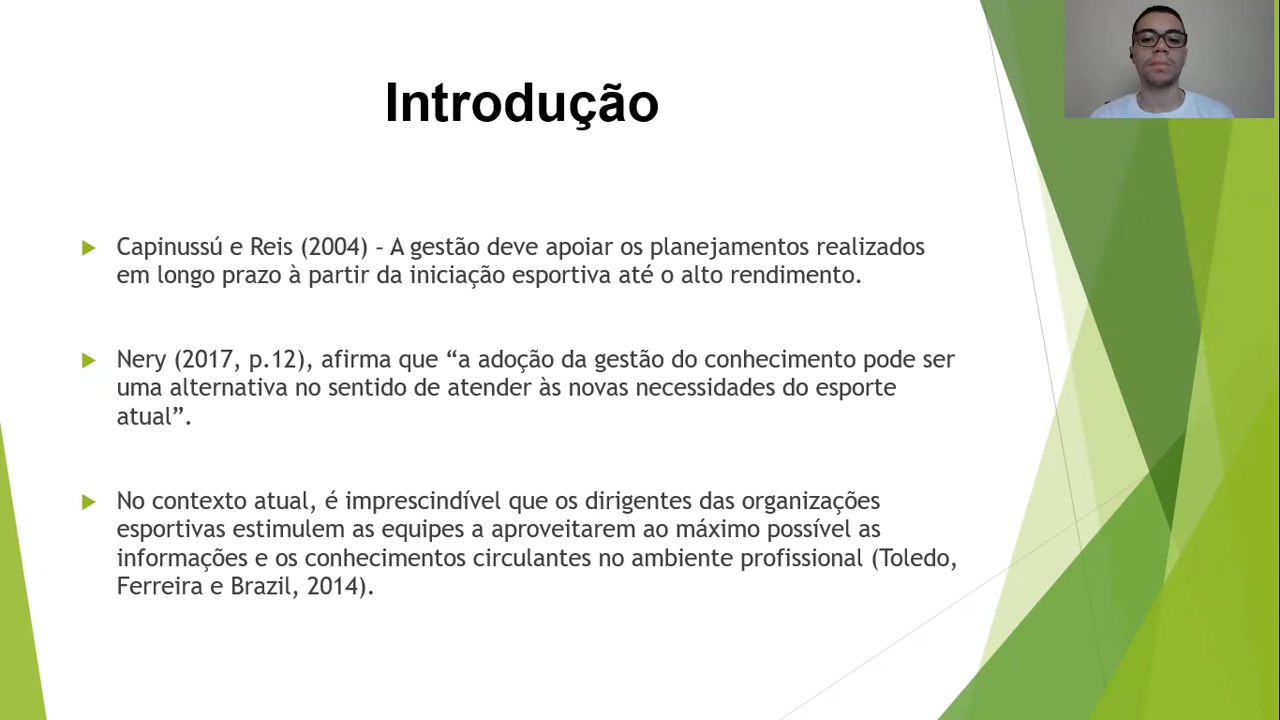 Introdução
Capinussú e Reis (2004) – A gestão deve apoiar os planejamentos realizados
em longo prazo à partir da iniciação esportiva até o alto rendimento.
Nery (2017, p.12), afirma que “a adoção da gestão do conhecimento pode ser
uma alternativa no sentido de atender às novas necessidades do esporte
atual”.
No contexto atual, é imprescindível que os dirigentes das organizações
esportivas estimulem as equipes a aproveitarem ao máximo possível as
informações e os conhecimentos circulantes no ambiente profissional (Toledo,
Ferreira e Brazil, 2014).